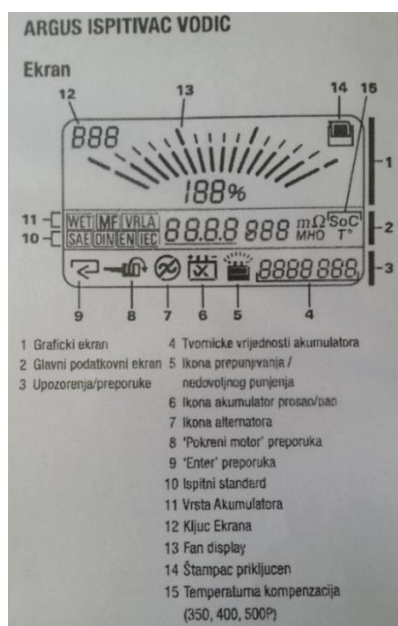 ARGUS ISPITIVAC VODIC
Ekran
12
13
14
15
888
188%
1
11
WET MF VRLA
10
SAE DIN EN IEC
88.8.8 888
mΩ SoC
MHO T°
2
8888888
3
9
8
7
6
5
4
1 Graficki ekran
2 Glavni podatkovni ekran
3 Upozorenja/preporuke
4 Tvornicke vrijednosti akumulatora
5 Ikona prepunjvanja /
nedovoljnog punjenja
6 Ikona akumulator prosao/pao
7 Ikona alternatora
8 'Pokreni motor' preporuka
9 'Enter' preporuka
10 Ispitni standard
11 Vrsta Akumulatora
12 Kljuc Ekrana
13 Fan display
14 Štampac prikljucen
15 Temperaturna kompenzacija
(350, 400, 500P)